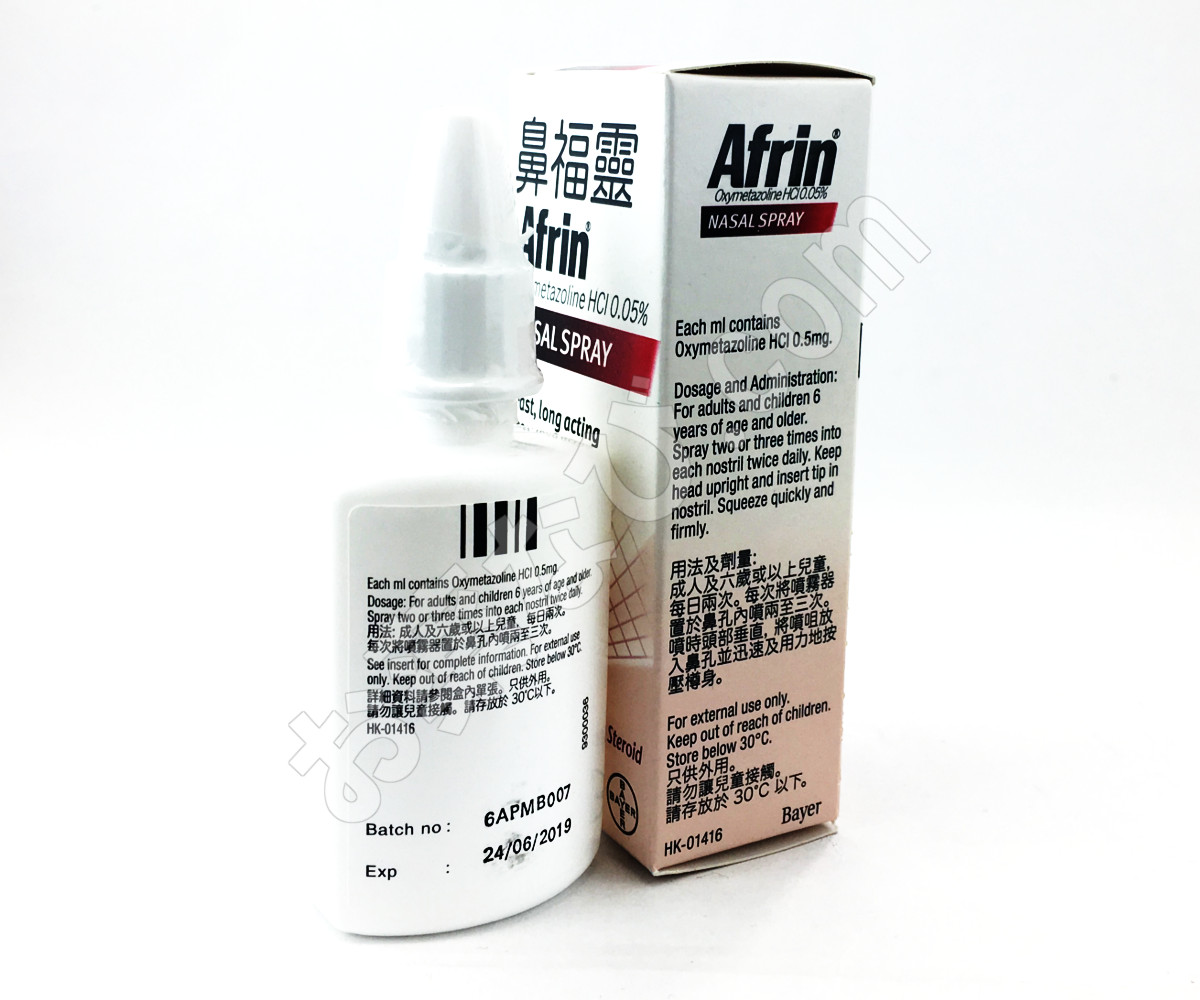 鼻福靈
Afrin®
metazoline HCl 0.05%
SAL SPRAY
ast, long acting
Steroid
BAYER
BAYER
Afrin®
Oxymetazoline HCl 0.05%
NASAL SPRAY
Each ml contains
Oxymetazoline HCl 0.5mg.
Dosage and Administration:
For adults and children 6
years of age and older.
Spray two or three times into
each nostril twice daily. Keep
head upright and insert tip in
nostril. Squeeze quickly and
firmly.
用法及劑量:
成人及六歲或以上兒童,
每日兩次。每次將噴霧器
置於鼻孔內噴兩至三次。
噴時頭部垂直, 將噴咀放
入鼻孔並迅速及用力地按
壓樽身。
For external use only.
Keep out of reach of children.
Store below 30°C.
只供外用。
請勿讓兒童接觸。
請存放於 30°C 以下。
Bayer
HK-01416
Each ml contains Oxymetazoline HCl 0.5mg.
Dosage: For adults and children 6 years of age and older.
Spray two or three times into each nostril twice daily.
用法: 成人及六歲或以上兒童, 每日兩次。
每次將噴霧器置於鼻孔內噴兩至三次。
See insert for complete information. For external use
only. Keep out of reach of children. Store below 30°C.
詳細資料請參閱盒內單張。只供外用。
請勿讓兒童接觸。請存放於 30°C以下。
HK-01416
9300036
Batch no : 6APMB007
Exp : 24/06/2019